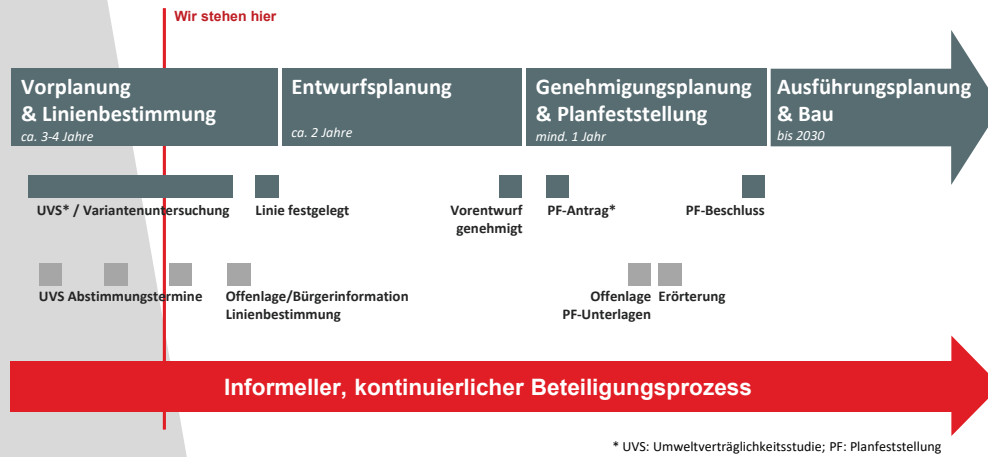 Wir stehen hier
Vorplanung
& Linienbestimmung
ca. 3-4 Jahre
Entwurfsplanung
ca. 2 Jahre
Genehmigungsplanung
& Planfeststellung
mind. 1 Jahr
Ausführungsplanung
& Bau
bis 2030
UVS* / Variantenuntersuchung
Linie festgelegt
Vorentwurf
genehmigt
PF-Antrag*
PF-Beschluss
UVS Abstimmungstermine
Offenlage/Bürgerinformation
Linienbestimmung
Offenlage
PF-Unterlagen
Erörterung
Informeller, kontinuierlicher Beteiligungsprozess
* UVS: Umweltverträglichkeitsstudie; PF: Planfeststellung